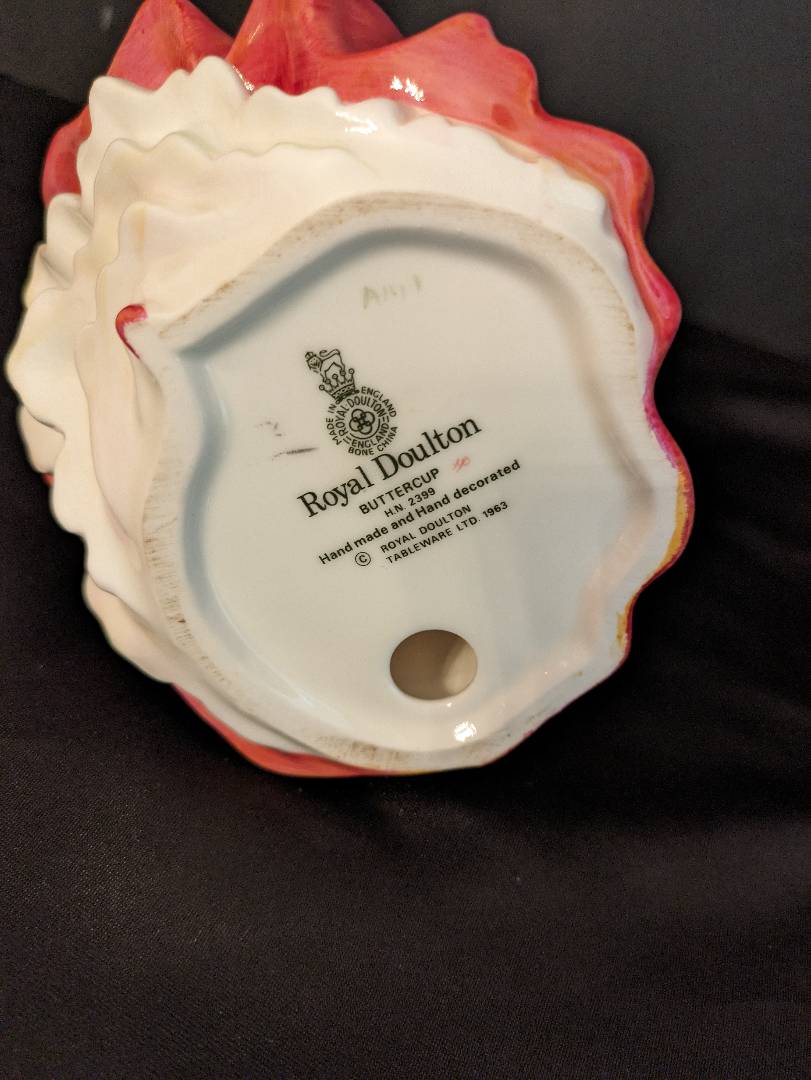 MADE IN ENGLAND
ROYAL DOULTON
ENGLAND
BONE CHINA
Royal Doulton
BUTTERCUP
H.N. 2399
Hand made and Hand decorated
© ROYAL DOULTON
TABLEWARE LTD. 1963